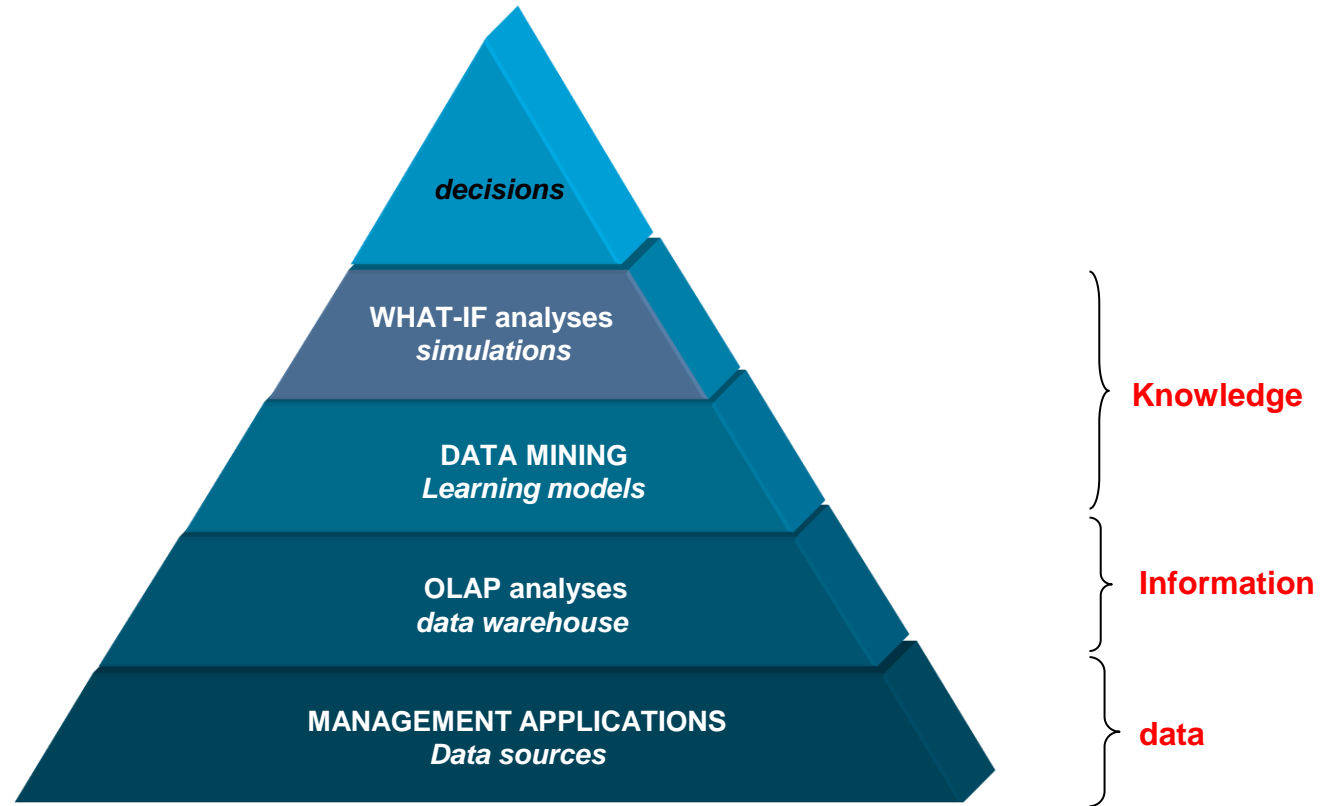 decisions
WHAT-IF analyses
simulations
Knowledge
DATA MINING
Learning models
OLAP analyses
data warehouse
Information
MANAGEMENT APPLICATIONS
Data sources
data